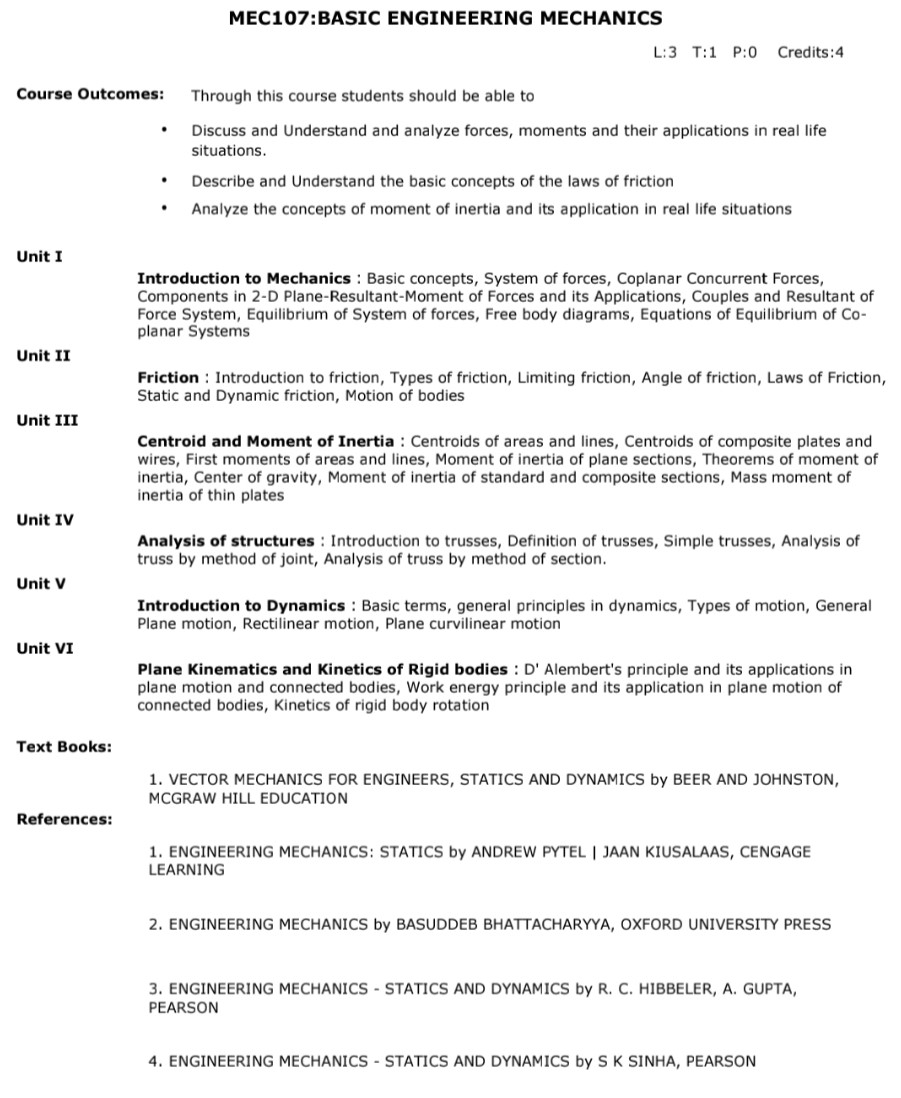 MEC107:BASIC ENGINEERING MECHANICS
L:3 T:1 P:0 Credits:4
Course Outcomes: Through this course students should be able to
• Discuss and Understand and analyze forces, moments and their applications in real life
situations.
• Describe and Understand the basic concepts of the laws of friction
• Analyze the concepts of moment of inertia and its application in real life situations
Unit I
Introduction to Mechanics : Basic concepts, System of forces, Coplanar Concurrent Forces,
Components in 2-D Plane-Resultant-Moment of Forces and its Applications, Couples and Resultant of
Force System, Equilibrium of System of forces, Free body diagrams, Equations of Equilibrium of Co-
planar Systems
Unit II
Friction : Introduction to friction, Types of friction, Limiting friction, Angle of friction, Laws of Friction,
Static and Dynamic friction, Motion of bodies
Unit III
Centroid and Moment of Inertia : Centroids of areas and lines, Centroids of composite plates and
wires, First moments of areas and lines, Moment of inertia of plane sections, Theorems of moment of
inertia, Center of gravity, Moment of inertia of standard and composite sections, Mass moment of
inertia of thin plates
Unit IV
Analysis of structures : Introduction to trusses, Definition of trusses, Simple trusses, Analysis of
truss by method of joint, Analysis of truss by method of section.
Unit V
Introduction to Dynamics : Basic terms, general principles in dynamics, Types of motion, General
Plane motion, Rectilinear motion, Plane curvilinear motion
Unit VI
Plane Kinematics and Kinetics of Rigid bodies : D' Alembert's principle and its applications in
plane motion and connected bodies, Work energy principle and its application in plane motion of
connected bodies, Kinetics of rigid body rotation
Text Books:
1. VECTOR MECHANICS FOR ENGINEERS, STATICS AND DYNAMICS by BEER AND JOHNSTON,
MCGRAW HILL EDUCATION
References:
1. ENGINEERING MECHANICS: STATICS by ANDREW PYTEL | JAAN KIUSALAAS, CENGAGE
LEARNING
2. ENGINEERING MECHANICS by BASUDDEB BHATTACHARYYA, OXFORD UNIVERSITY PRESS
3. ENGINEERING MECHANICS - STATICS AND DYNAMICS by R. C. HIBBELER, A. GUPTA,
PEARSON
4. ENGINEERING MECHANICS - STATICS AND DYNAMICS by S K SINHA, PEARSON